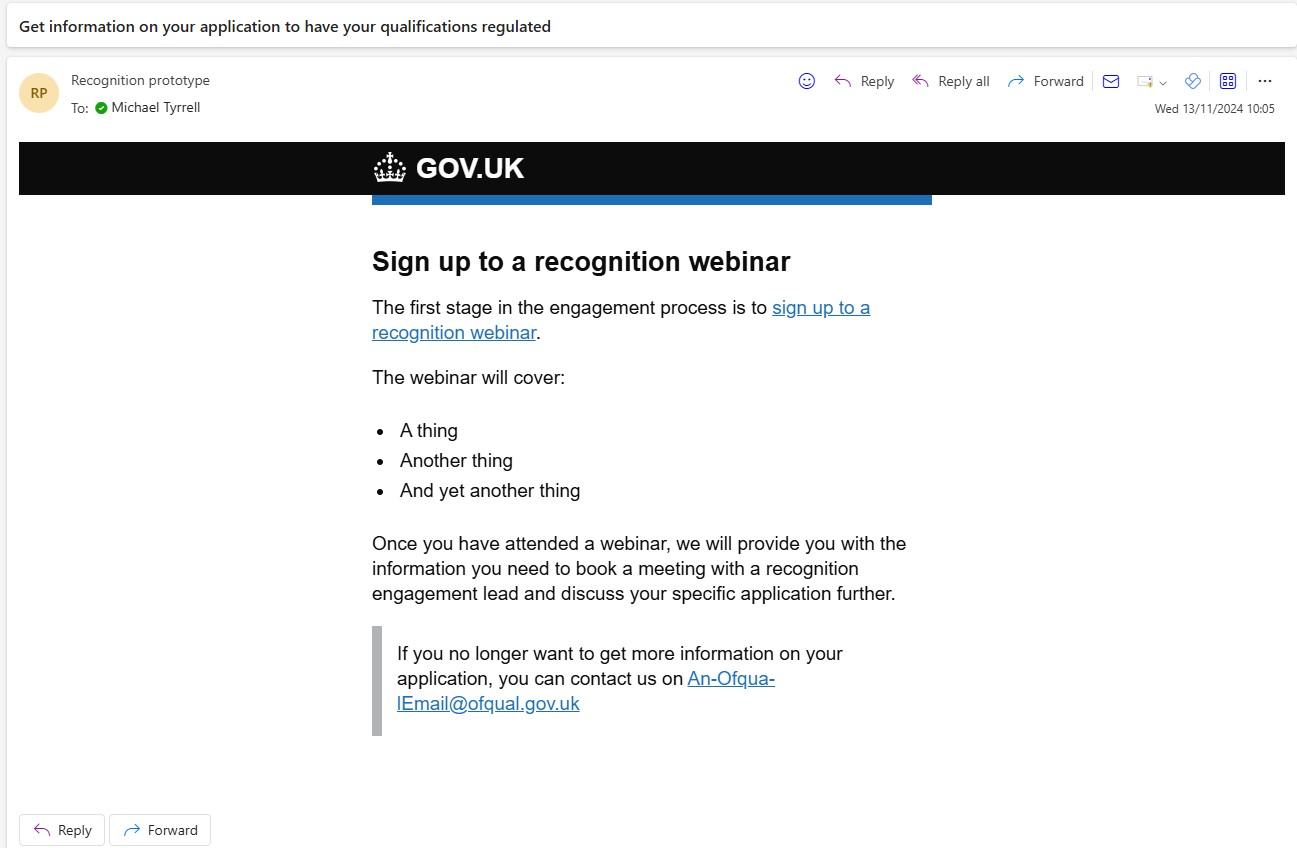 Get information on your application to have your qualifications regulated
RP
Recognition prototype
To: Michael Tyrrell
Reply
Reply all
Forward
Wed 13/11/2024 10:05
GOV.UK
Sign up to a recognition webinar
The first stage in the engagement process is to sign up to a
recognition webinar.
The webinar will cover:
• A thing
• Another thing
• And yet another thing
Once you have attended a webinar, we will provide you with the
information you need to book a meeting with a recognition
engagement lead and discuss your specific application further.
If you no longer want to get more information on your
application, you can contact us on An-Ofqua-
lEmail@ofqual.gov.uk
Reply
Forward